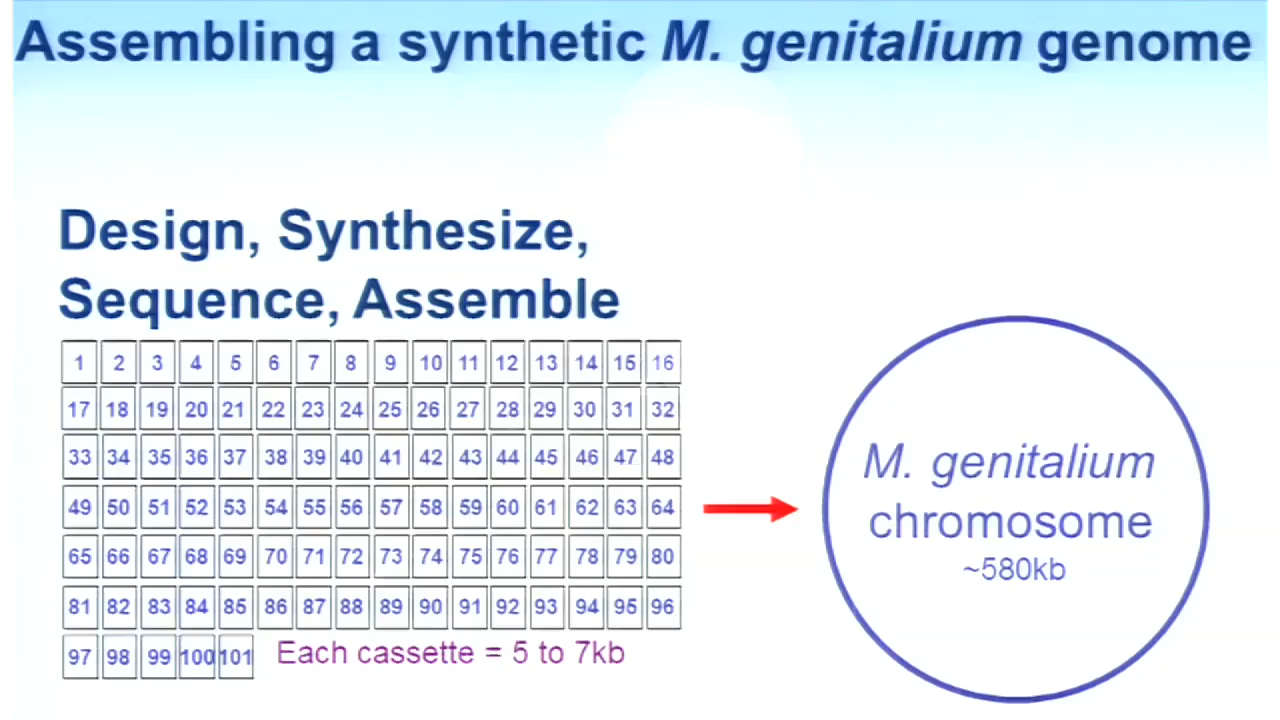 Assembling a synthetic M. genitalium genome
Design, Synthesize,
Sequence, Assemble
1 2 3 4 5 6 7 8 9 10 11 12 13 14 15 16
17 18 19 20 21 22 23 24 25 26 27 28 29 30 31 32
33 34 35 36 37 38 39 40 41 42 43 44 45 46 47 48
49 50 51 52 53 54 55 56 57 58 59 60 61 62 63 64
65 66 67 68 69 70 71 72 73 74 75 76 77 78 79 80
81 82 83 84 85 86 87 88 89 90 91 92 93 94 95 96
97 98 99 100 101
Each cassette = 5 to 7kb
M. genitalium
chromosome
~580kb